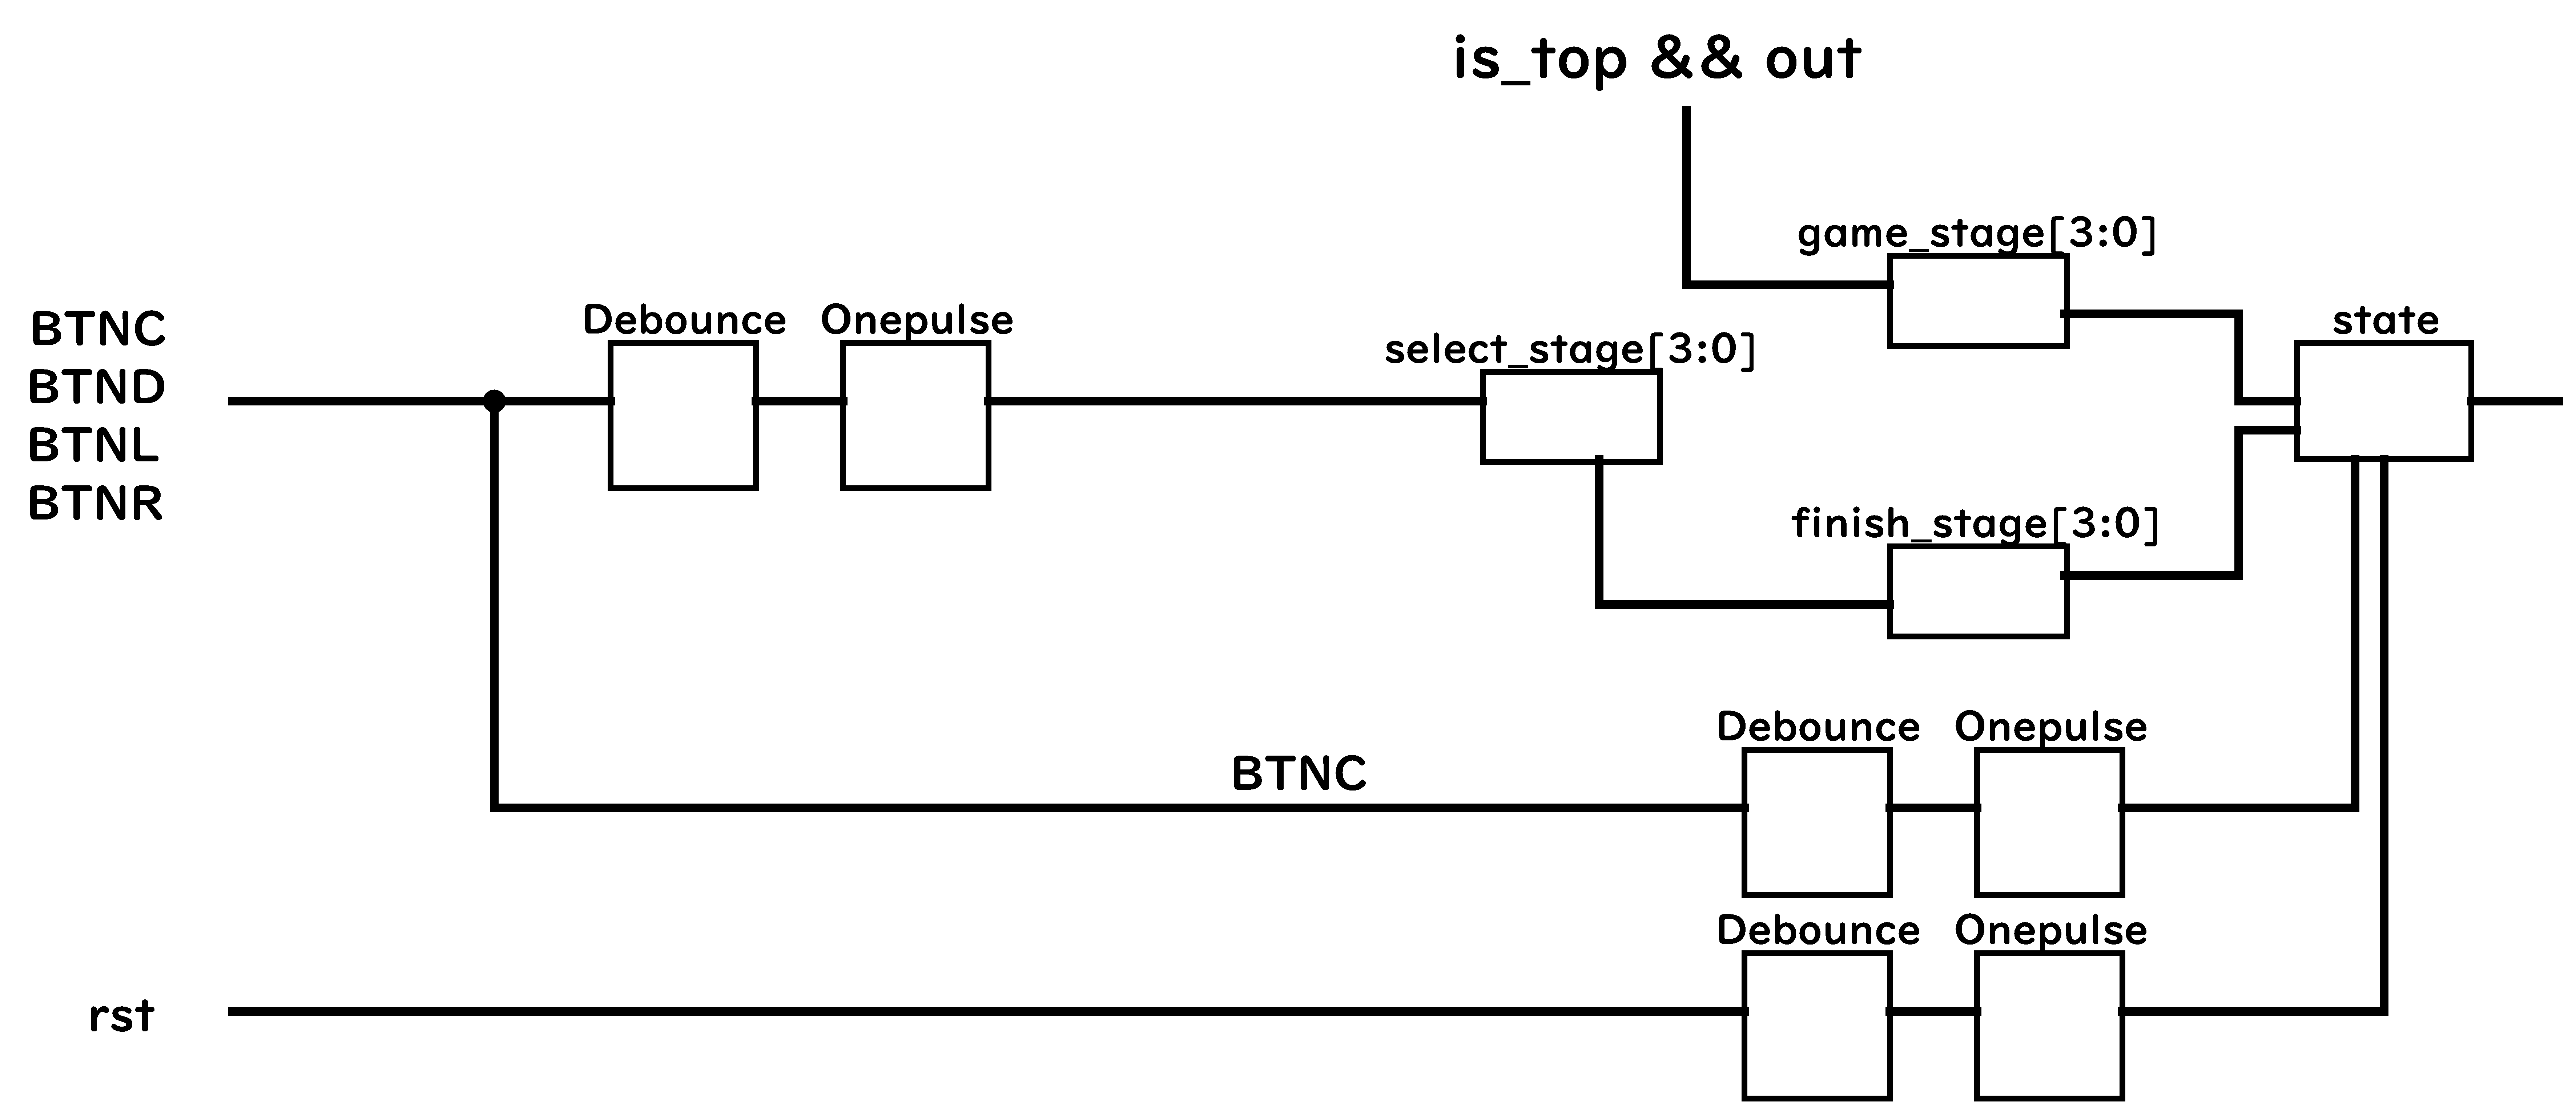 is_top && out
game_stage[3:0]
BTNC
BTND
BTNL
BTNR
Debounce
Onepulse
select_stage[3:0]
state
finish_stage[3:0]
BTNC
Debounce
Onepulse
rst
Debounce
Onepulse